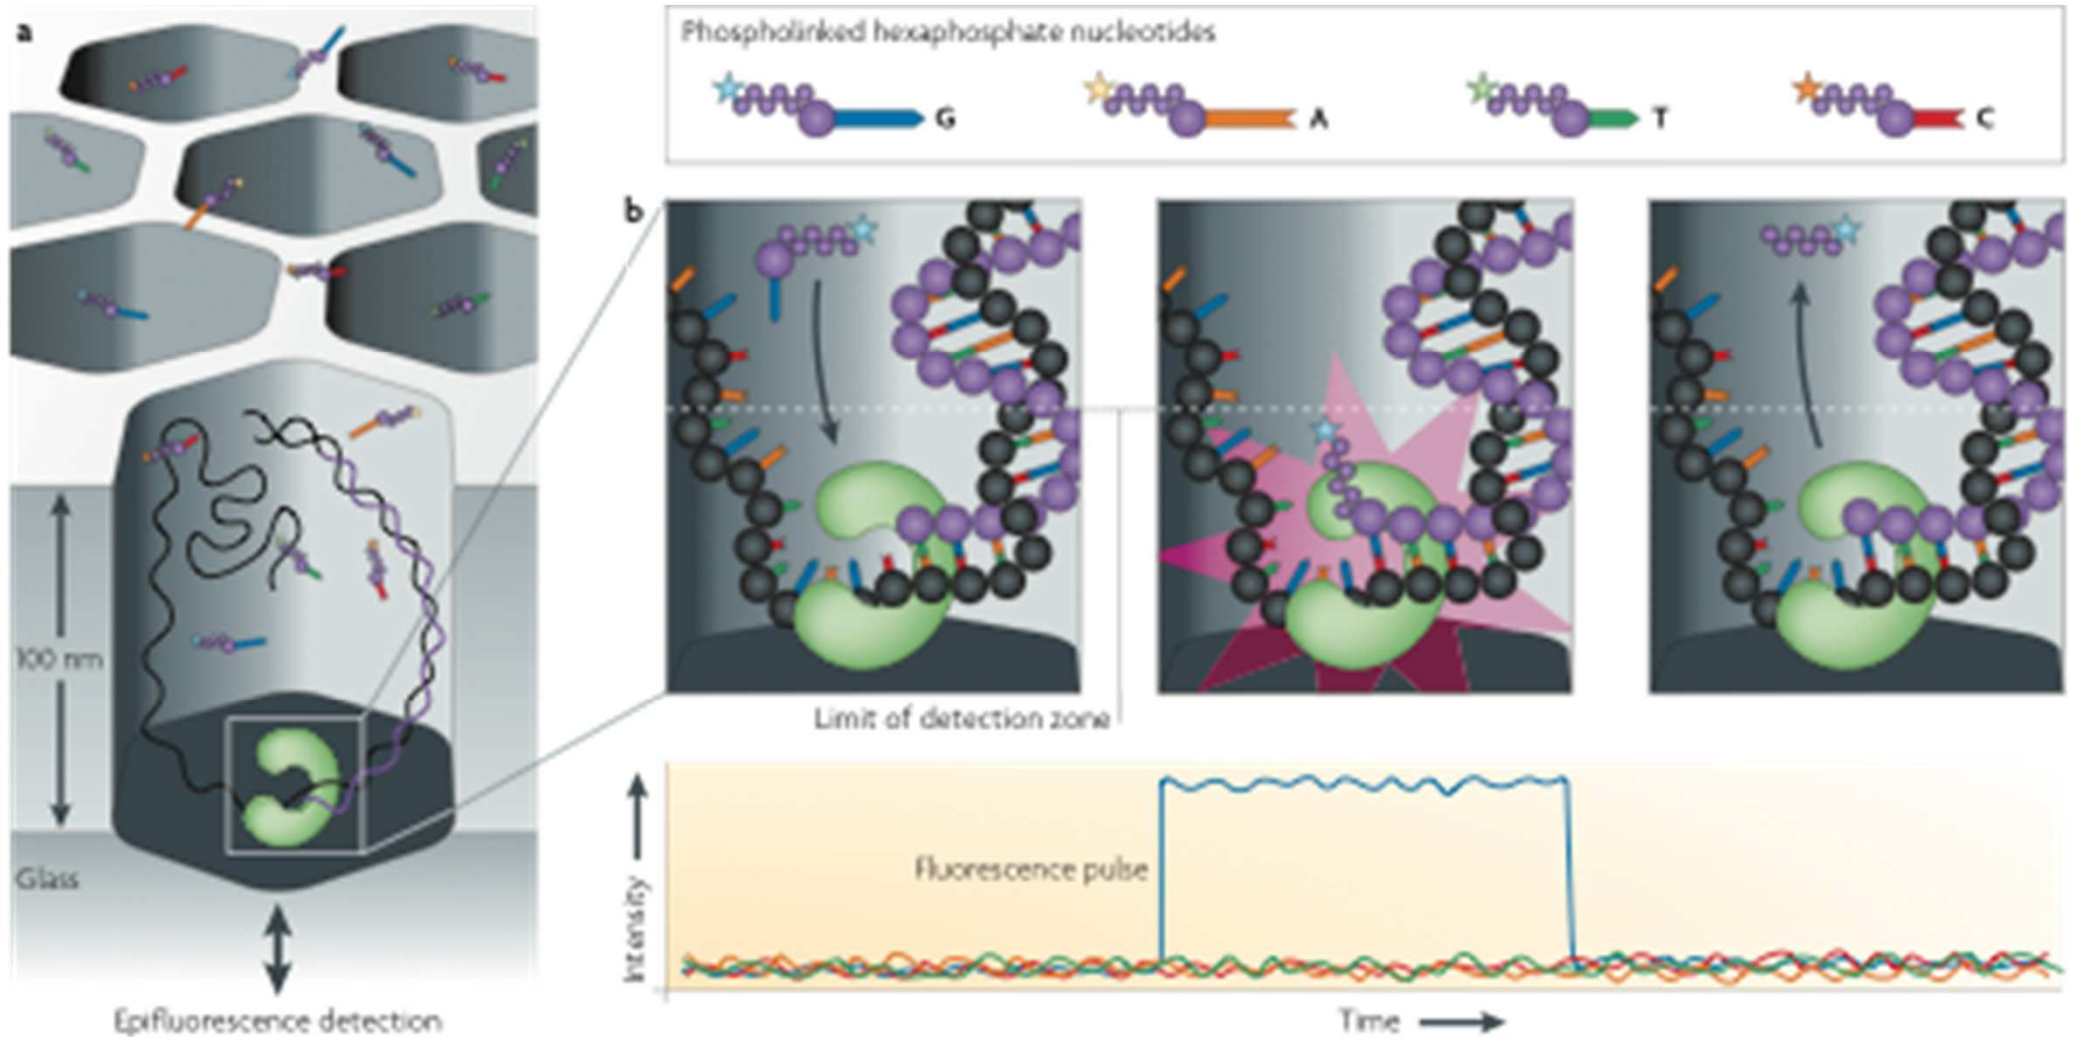 a
Phospholinked hexaphosphate nucleotides
G
A
T
C
b
100 nm
Limit of detection zone
Glass
Fluorescence pulse
Intensity
Epifluorescence detection
Time